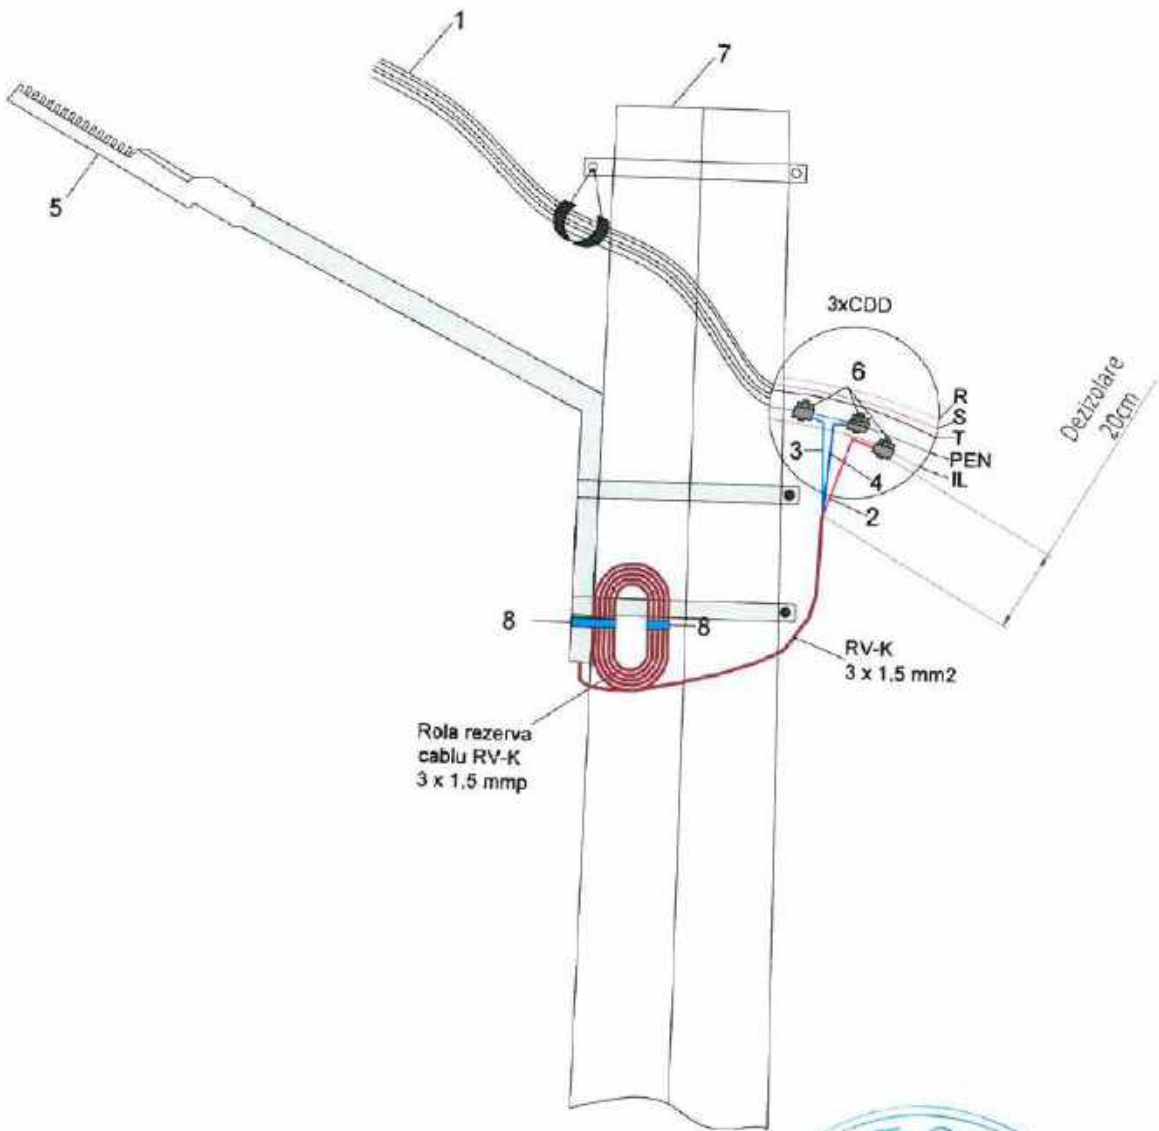 1
7
5
3xCDD
6
R
S
T
PEN
IL
3
4
2
Dezizolare
20cm
8
8
RV-K
3 x 1,5 mm2
Rola rezerva
cablu RV-K
3 x 1,5 mmp